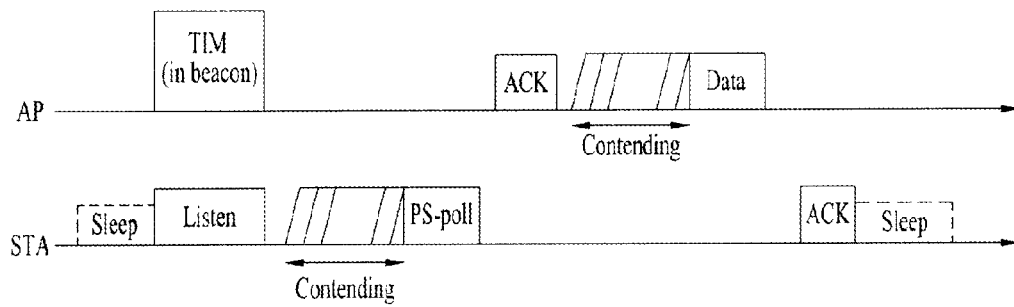 TIM
(in beacon)
ACK
Data
AP
Contending
Sleep
Listen
PS-poll
ACK
Sleep
STA
Contending